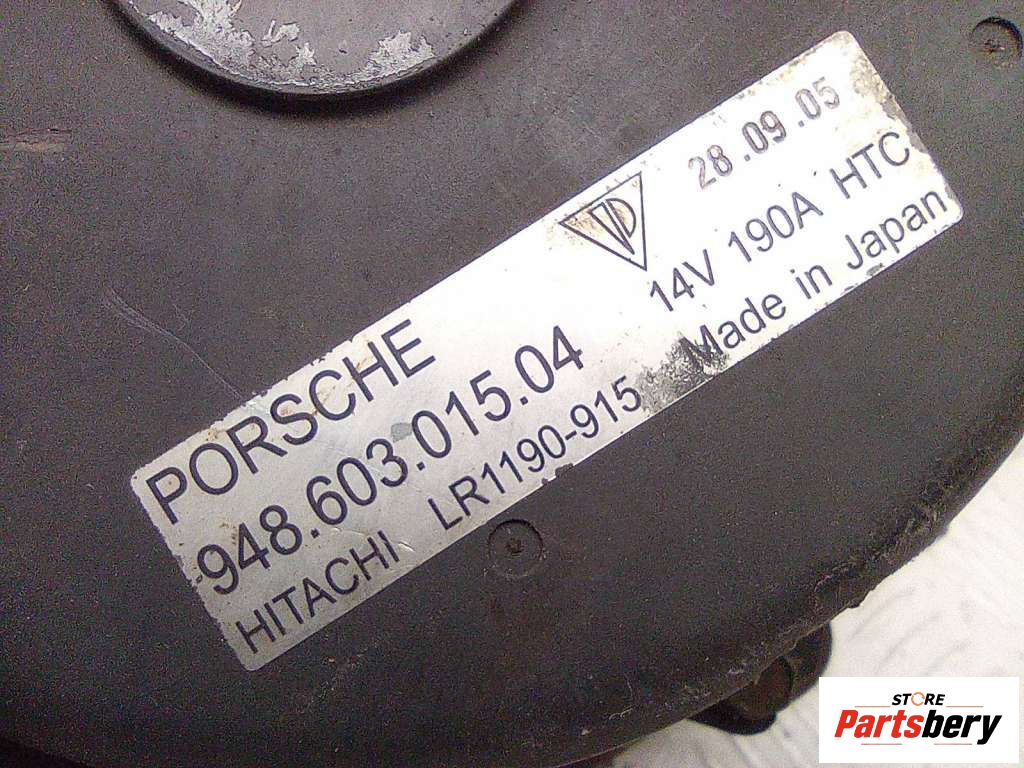 PORSCHE
948.603.015.04
HITACHI LR1190-915
28.09.05
14V 190A HTC
Made in Japan
STORE
Partsbery